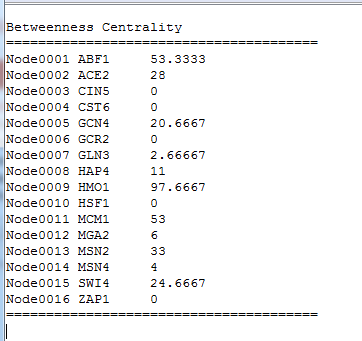 Betweenness Centrality
=======================================
Node0001 ABF1 53.3333
Node0002 ACE2 28
Node0003 CIN5 0
Node0004 CST6 0
Node0005 GCN4 20.6667
Node0006 GCR2 0
Node0007 GLN3 2.66667
Node0008 HAP4 11
Node0009 HMO1 97.6667
Node0010 HSF1 0
Node0011 MCM1 53
Node0012 MGA2 6
Node0013 MSN2 33
Node0014 MSN4 4
Node0015 SWI4 24.6667
Node0016 ZAP1 0
=======================================